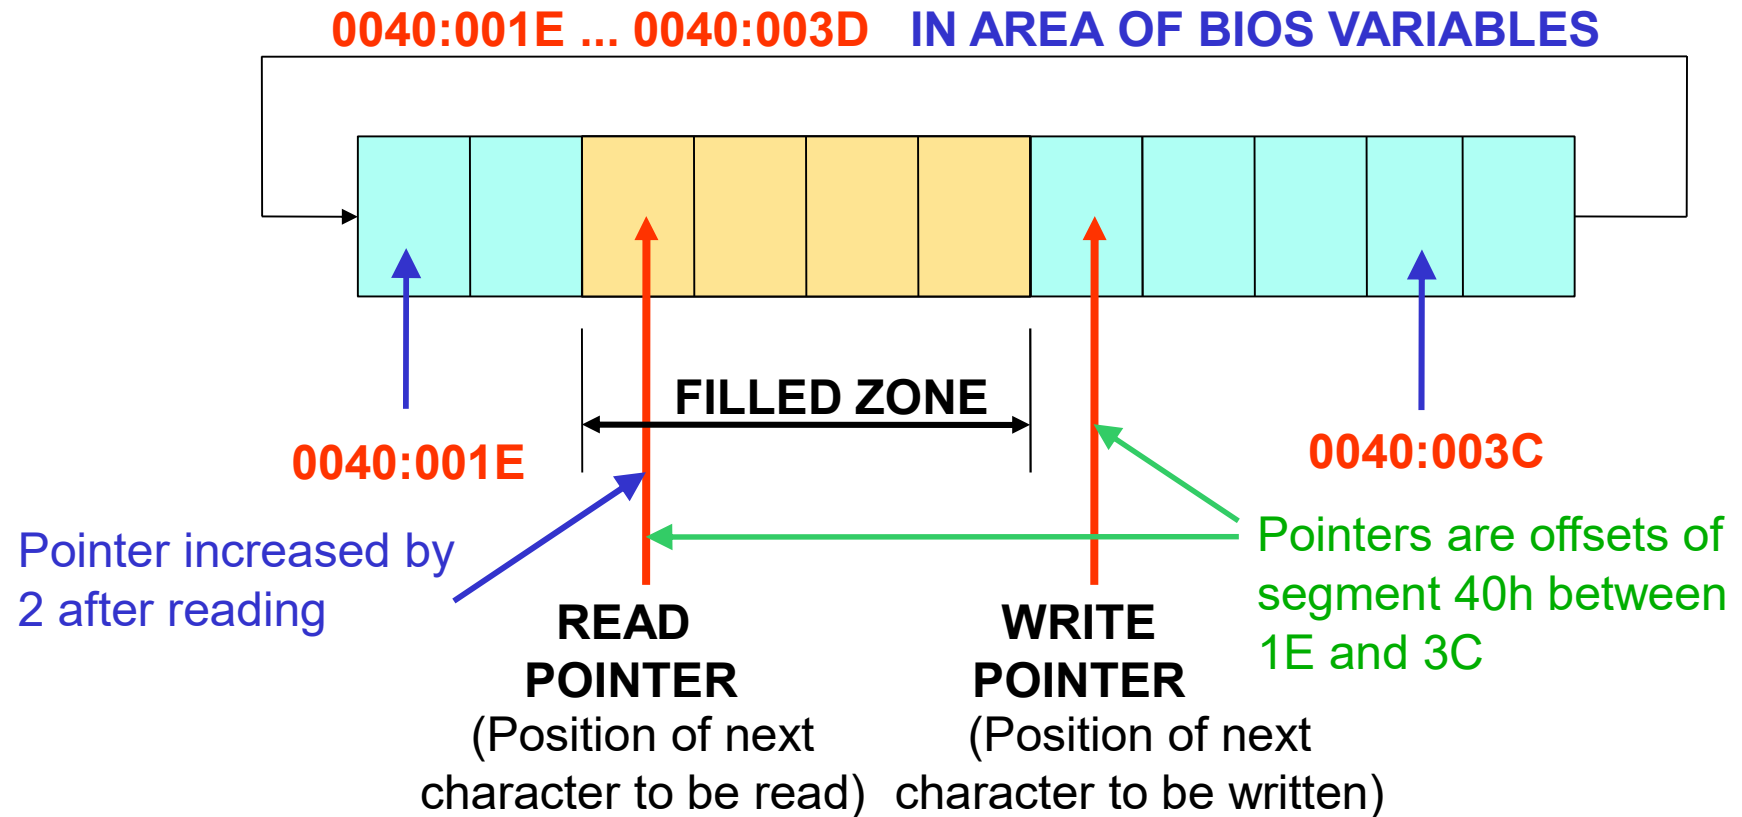 0040:001E ... 0040:003D IN AREA OF BIOS VARIABLES
FILLED ZONE
0040:001E
0040:003C
Pointer increased by
2 after reading
READ
POINTER
(Position of next
character to be read)
WRITE
POINTER
(Position of next
character to be written)
Pointers are offsets of
segment 40h between
1E and 3C